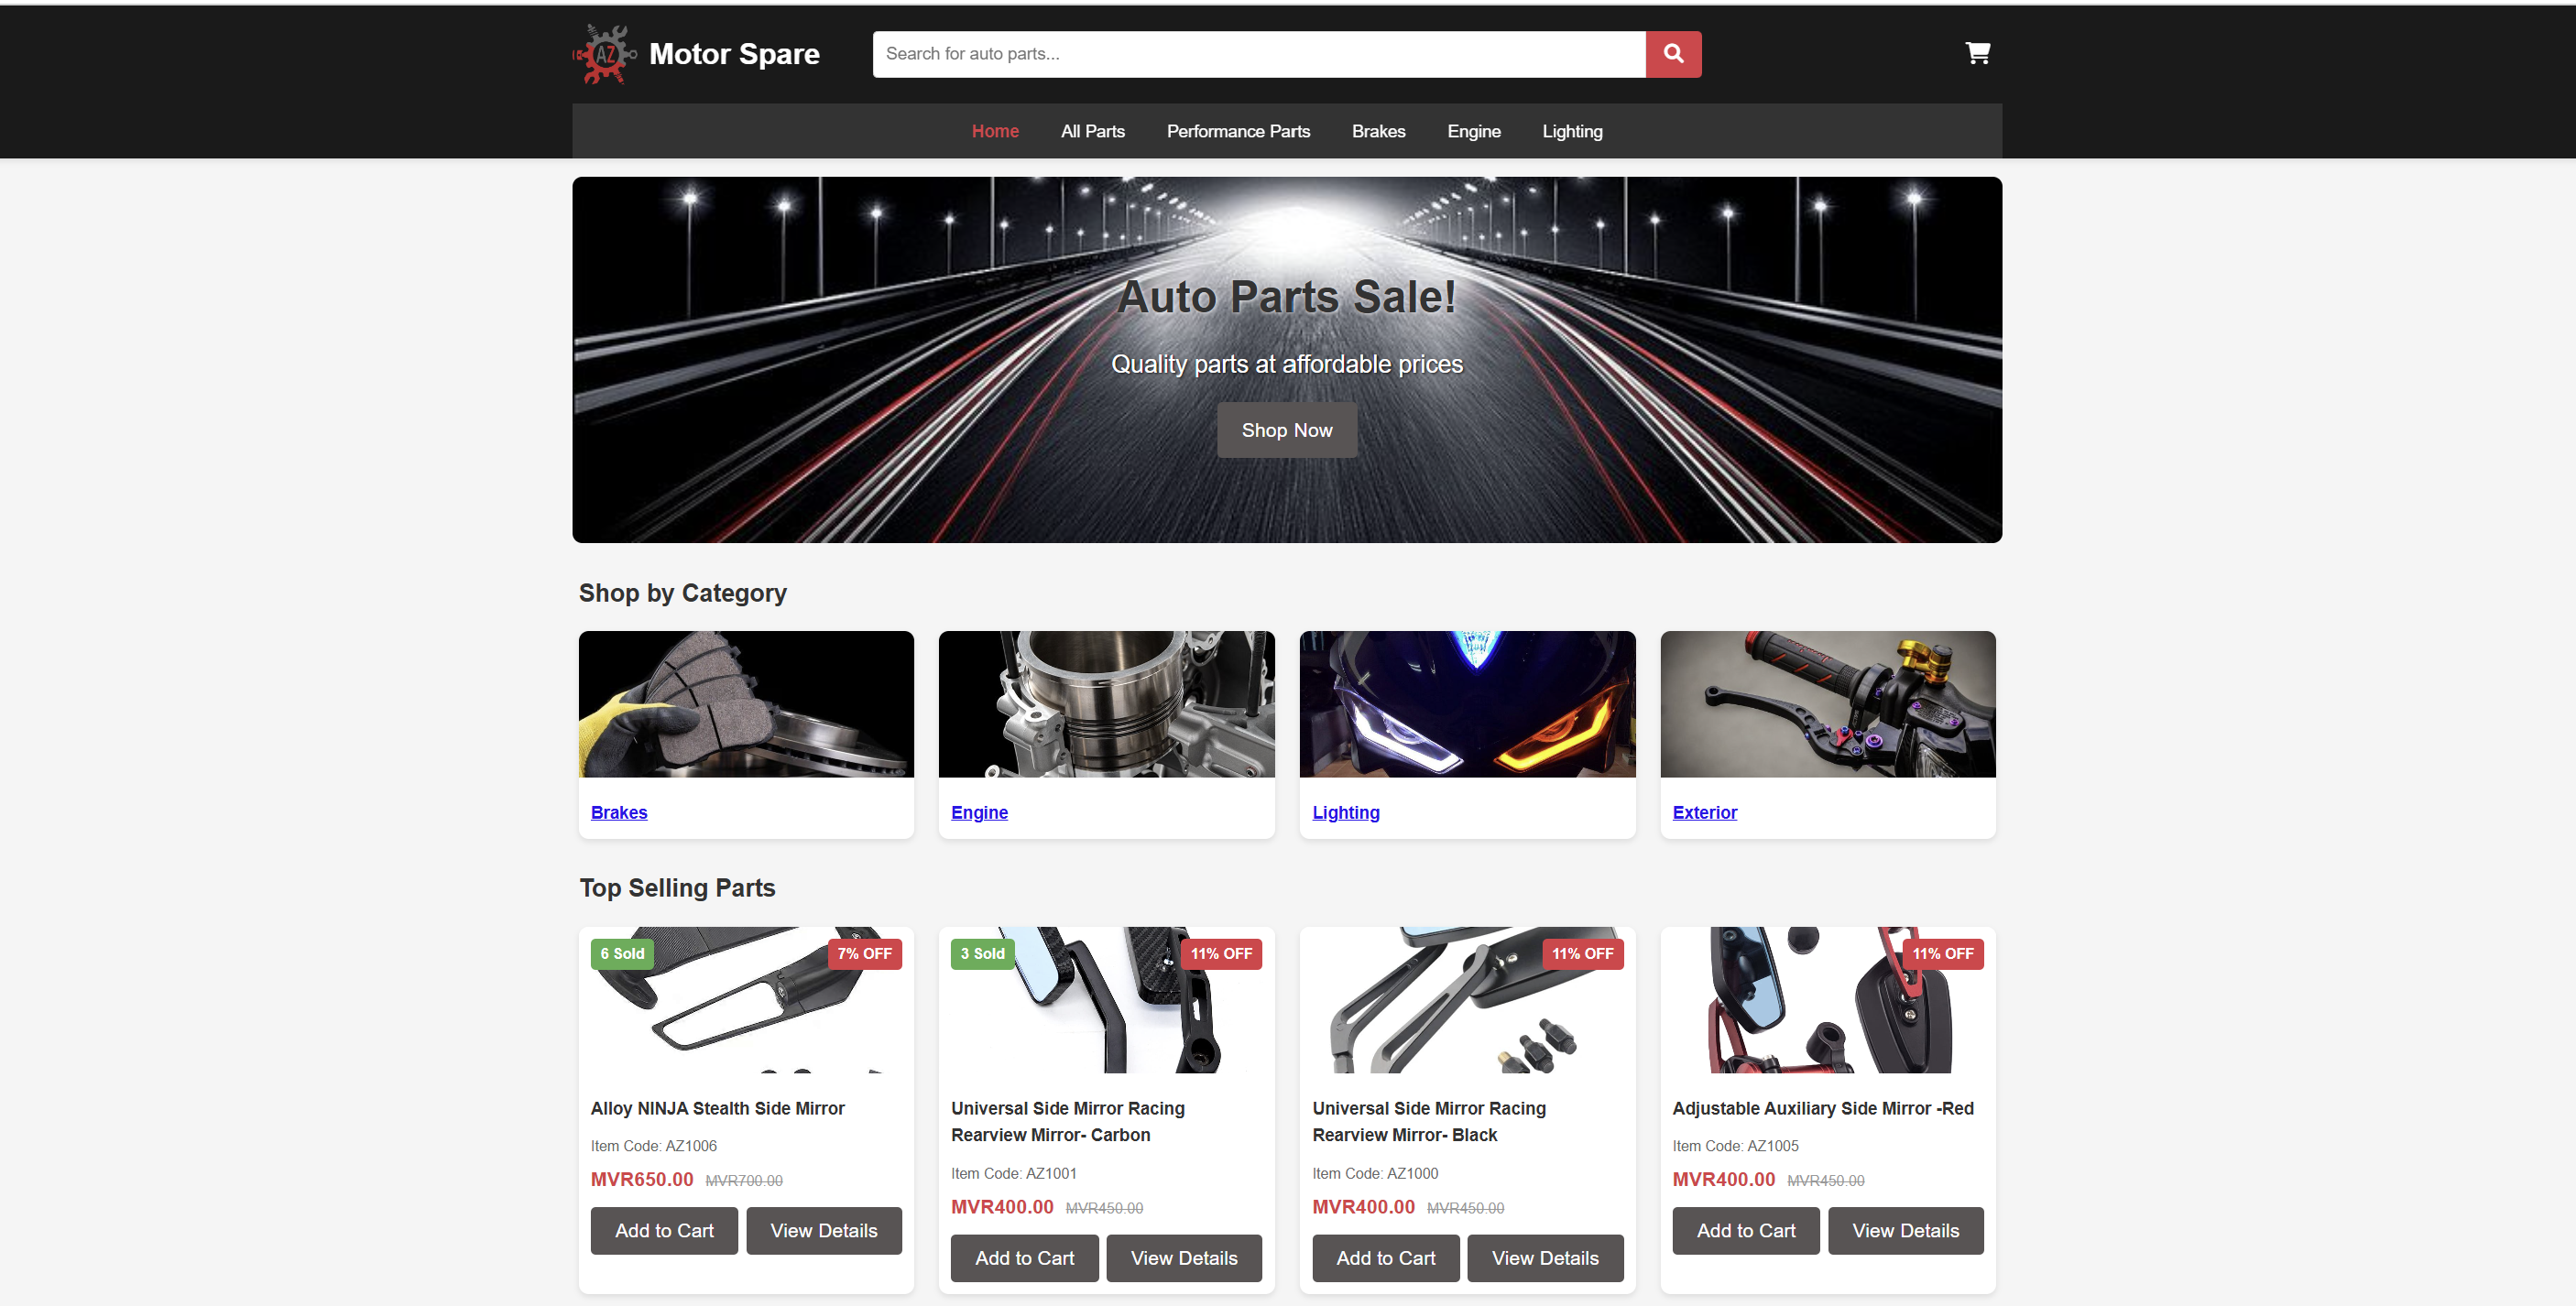 AZ
Motor Spare
Search for auto parts...
Home All Parts Performance Parts Brakes Engine Lighting
Auto Parts Sale!
Quality parts at affordable prices
Shop Now
Shop by Category
Brakes
Engine
Lighting
Exterior
Top Selling Parts
6 Sold
7% OFF
Alloy NINJA Stealth Side Mirror
Item Code: AZ1006
MVR650.00 MVR700.00
Add to Cart View Details
3 Sold
11% OFF
Universal Side Mirror Racing
Rearview Mirror- Carbon
Item Code: AZ1001
MVR400.00 MVR450.00
Add to Cart View Details
11% OFF
Universal Side Mirror Racing
Rearview Mirror- Black
Item Code: AZ1000
MVR400.00 MVR450.00
Add to Cart View Details
11% OFF
Adjustable Auxiliary Side Mirror -Red
Item Code: AZ1005
MVR400.00 MVR450.00
Add to Cart View Details